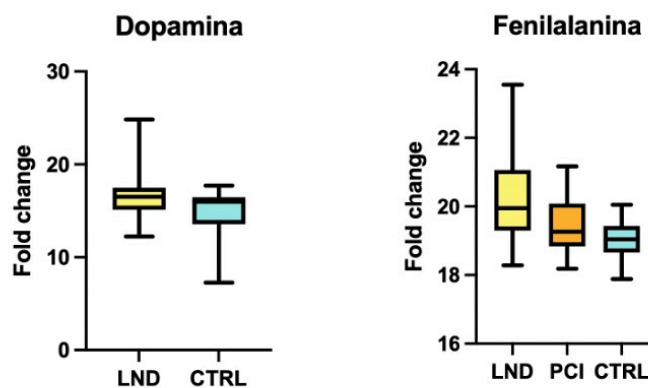 Dopamina
Fold change
30
20
10
0
LND CTRL
Fenilalanina
Fold change
24
22
20
18
16
LND PCI CTRL